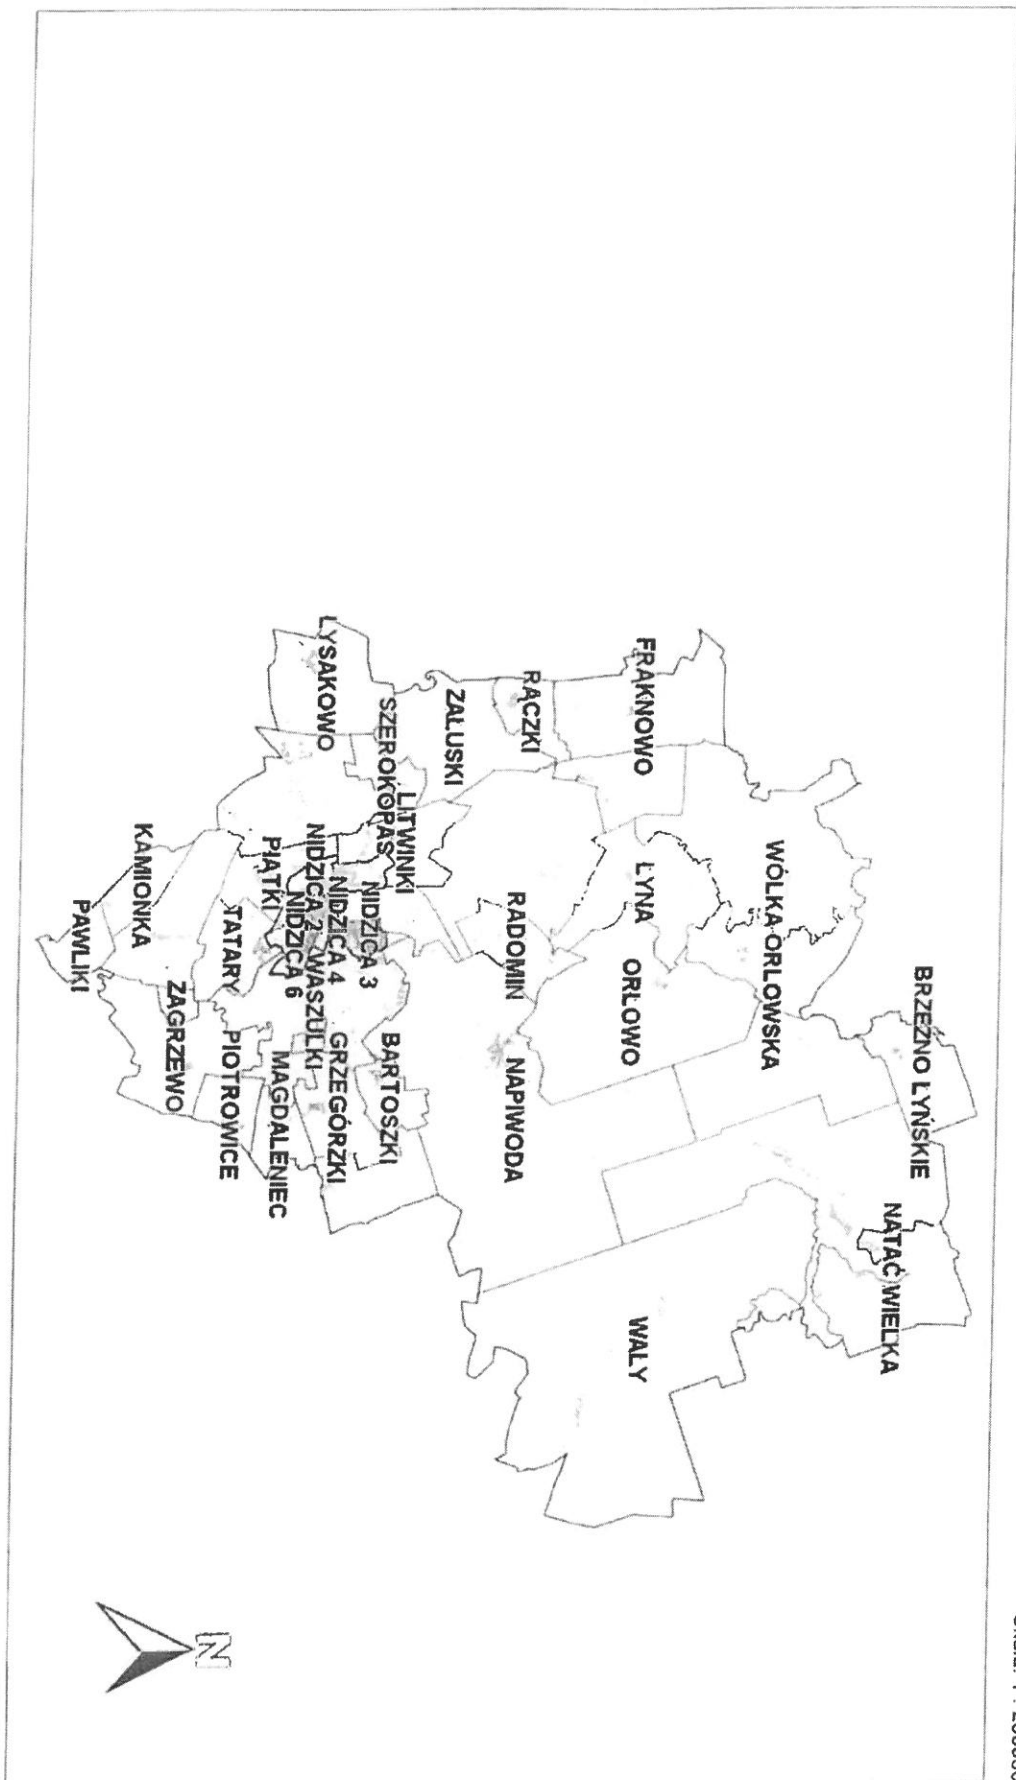 BRZEŹNO ŁYŃSKIE
NATAĆ WIELKA
WÓLKA ORŁOWSKA
FRĄKNOWO
ŁYNA
ORŁOWO
WAŁY
RĄCZKI
RADOMIN
NAPIWODA
ZAŁUSKI
LITWINKI
SZEROKOPAS
BARTOSZKI
NIDZICA 3
ŁYSAKOWO
NIDZICA 4
GRZEGÓRZKI
NIDZICA 2
WASZULKI
NIDZICA 6
PIĄTKI
MAGDALENIEC
TATARY
PIOTROWICE
ZAGRZEWO
KAMIONKA
PAWLIKI
N